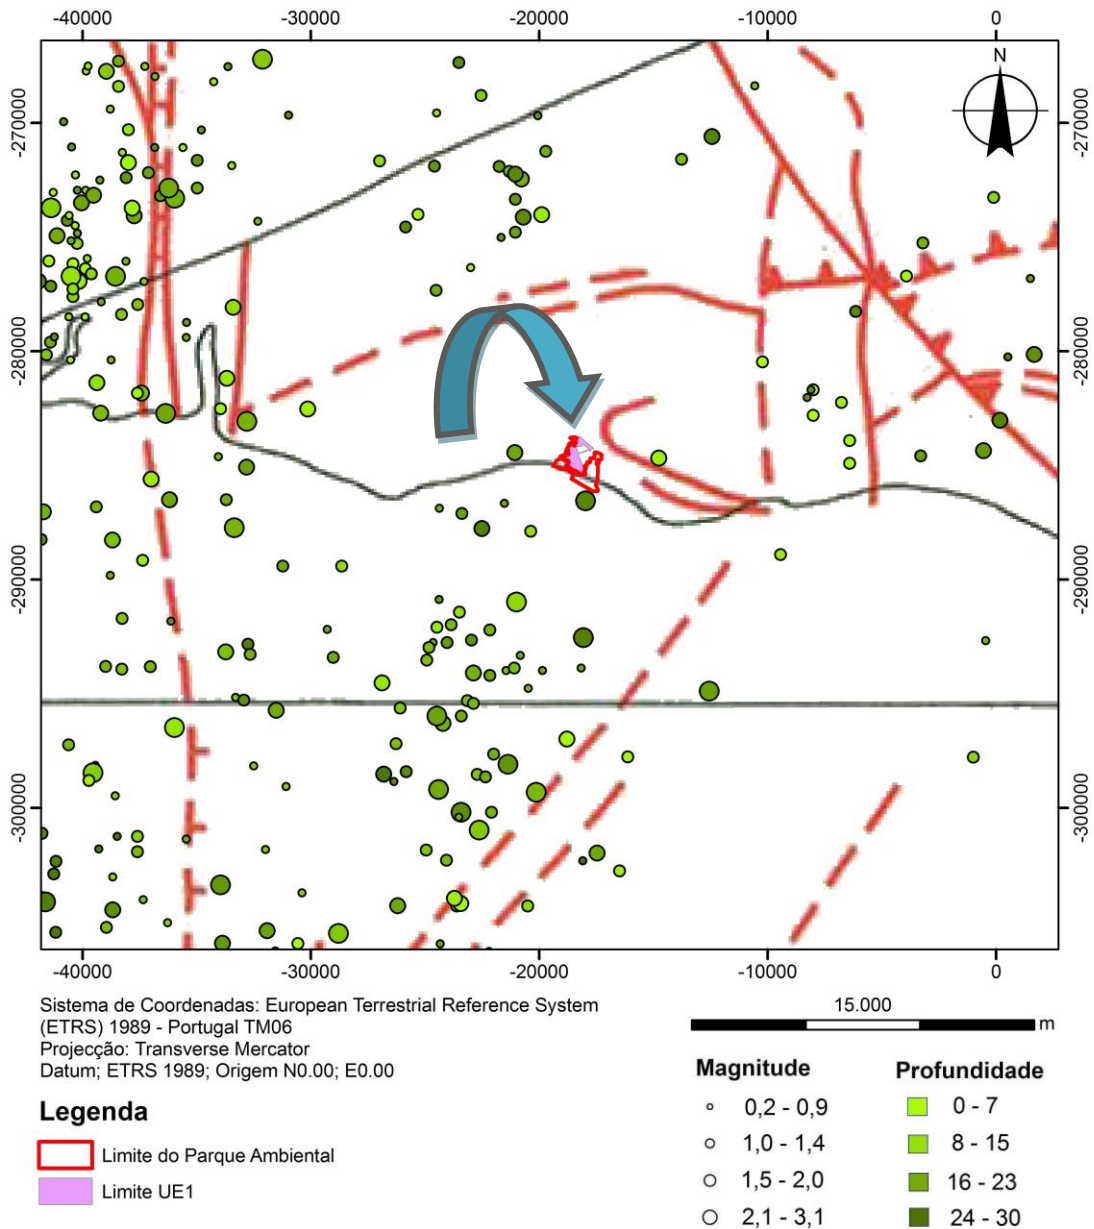 -40000 -30000 -20000 -10000 0
N
-270000 -270000
-280000 -280000
-290000 -290000
-300000 -300000
-40000 -30000 -20000 -10000 0
Sistema de Coordenadas: European Terrestrial Reference System
(ETRS) 1989 - Portugal TM06
Projecção: Transverse Mercator
Datum; ETRS 1989; Origem N0.00; E0.00
15.000
m
Legenda
Limite do Parque Ambiental
Limite UE1
Magnitude
0,2 - 0,9
1,0 - 1,4
1,5 - 2,0
2,1 - 3,1
Profundidade
0 - 7
8 - 15
16 - 23
24 - 30